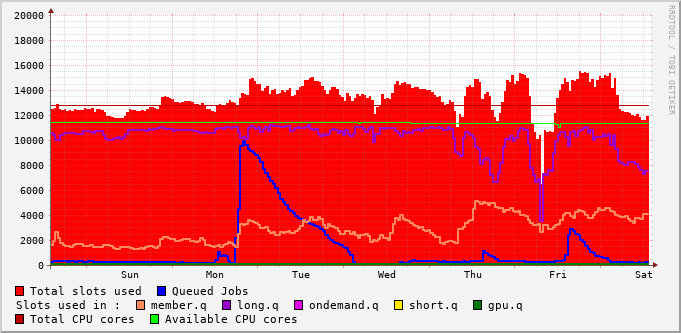 RRDTOOL / TOBI OETIKER
20000
18000
16000
14000
12000
10000
8000
6000
4000
2000
0
Sun Mon Tue Wed Thu Fri Sat
Total slots used Queued Jobs
Slots used in : member.q long.q ondemand.q short.q gpu.q
Total CPU cores Available CPU cores